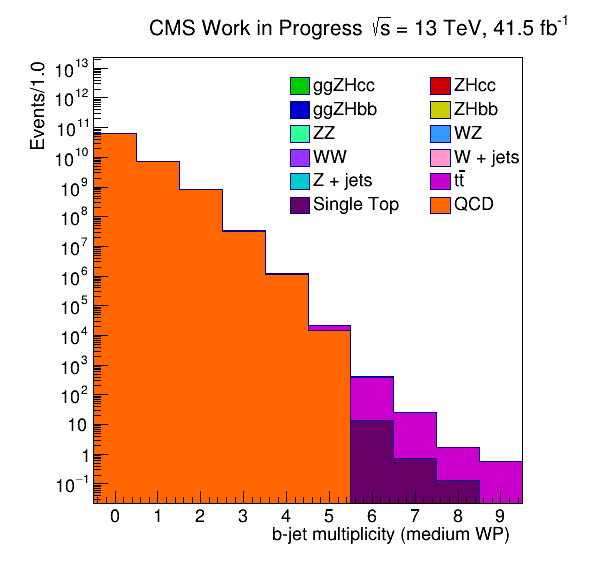 CMS Work in Progress √s = 13 TeV, 41.5 fb⁻¹
Events/1.0
10¹³
10¹²
10¹¹
10¹⁰
10⁹
10⁸
10⁷
10⁶
10⁵
10⁴
10³
10²
10
1
10⁻¹
ggZHcc ZHcc
ggZHbb ZHbb
ZZ WZ
WW W + jets
Z + jets tt̄
Single Top QCD
0 1 2 3 4 5 6 7 8 9
b-jet multiplicity (medium WP)